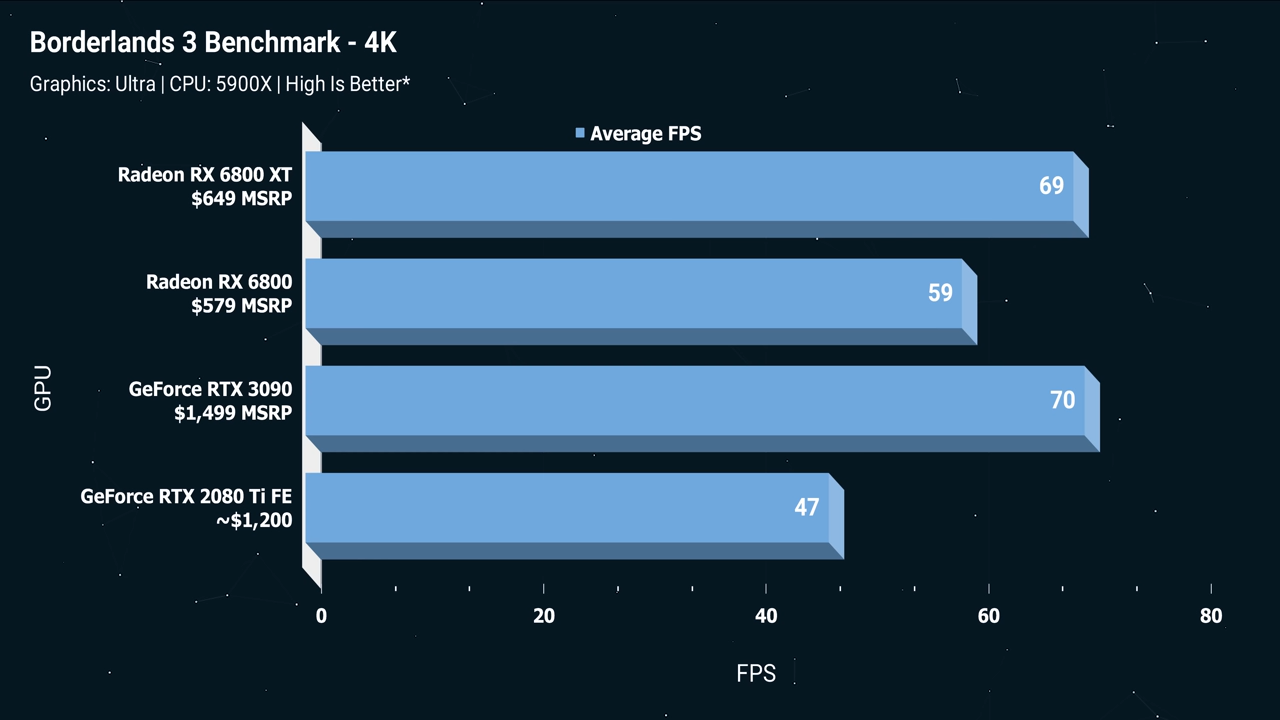 Borderlands 3 Benchmark - 4K
Graphics: Ultra | CPU: 5900X | High Is Better*
Average FPS
Radeon RX 6800 XT
$649 MSRP
69
Radeon RX 6800
$579 MSRP
59
GPU
GeForce RTX 3090
$1,499 MSRP
70
GeForce RTX 2080 Ti FE
~$1,200
47
0 20 40 60 80
FPS